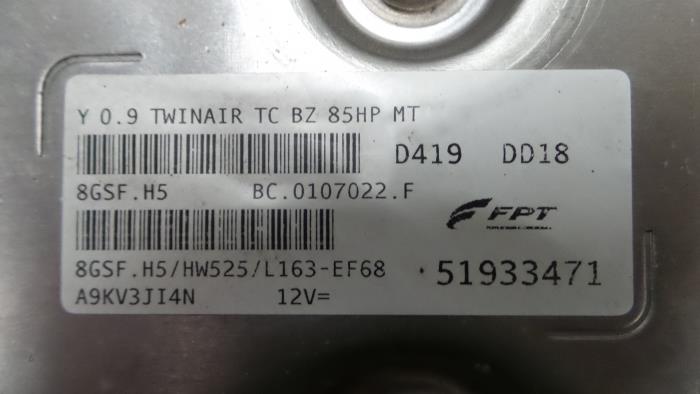 Y 0.9 TWINAIR TC BZ 85HP MT
D419 DD18
8GSF.H5 BC.0107022.F
FPT
8GSF.H5/HW525/L163-EF68
51933471
A9KV3JI4N 12V=